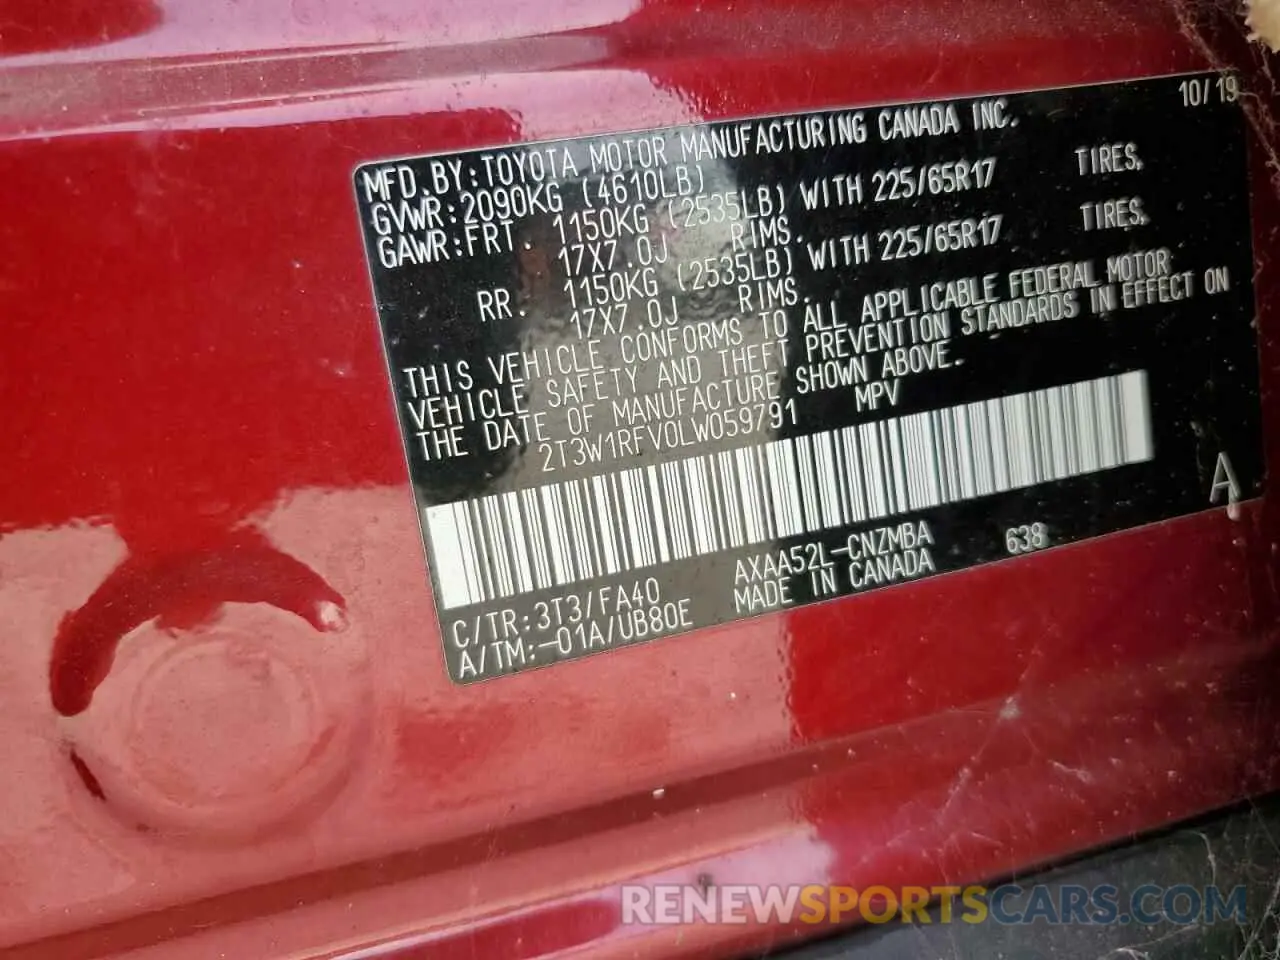 10/19
MFD.BY:TOYOTA MOTOR MANUFACTURING CANADA INC.
GVWR:2090KG (4610LB)
GAWR:FRT. 1150KG (2535LB) WITH 225/65R17 TIRES,
17X7.0J RIMS.
RR. 1150KG (2535LB) WITH 225/65R17 TIRES,
17X7.0J RIMS.
THIS VEHICLE CONFORMS TO ALL APPLICABLE FEDERAL MOTOR
VEHICLE SAFETY AND THEFT PREVENTION STANDARDS IN EFFECT ON
THE DATE OF MANUFACTURE SHOWN ABOVE.
2T3W1RFV0LW059791 MPV
A
AXAA52L-CNZMBA 638
C/TR:3T3/FA40 MADE IN CANADA
A/TM:-01A/UB80E
RENEWSPORTSCARS.COM